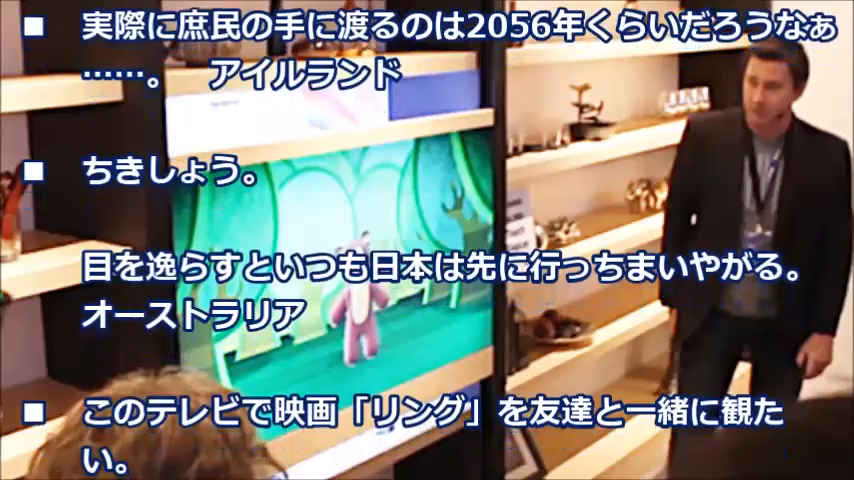 ■ 実際に庶民の手に渡るのは2056年くらいだろうなぁ
……。 アイルランド
■ ちきしょう。
目を逸らすといつも日本は先に行っちまいやがる。
オーストラリア
■ このテレビで映画「リング」を友達と一緒に観た
い。